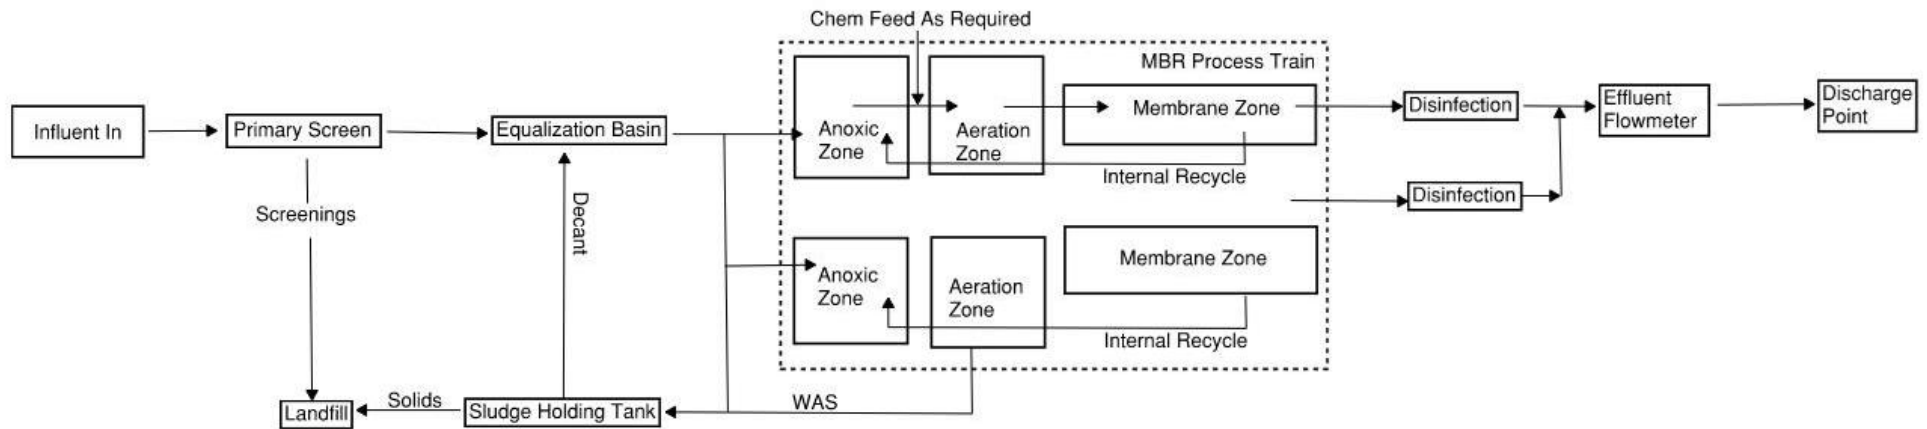 Chem Feed As Required
MBR Process Train
Influent In
Primary Screen
Equalization Basin
Anoxic
Zone
Aeration
Zone
Membrane Zone
Internal Recycle
Disinfection
Effluent
Flowmeter
Discharge
Point
Screenings
Decant
Disinfection
Anoxic
Zone
Aeration
Zone
Membrane Zone
Internal Recycle
Landfill
Solids
Sludge Holding Tank
WAS